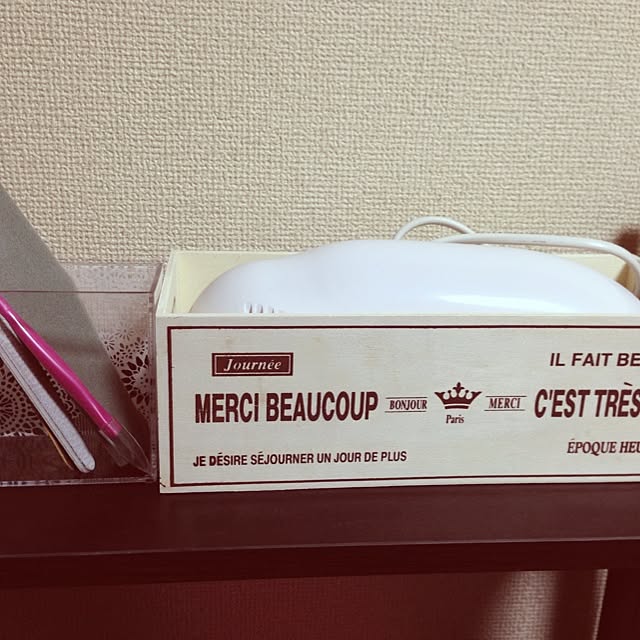 Journée
IL FAIT BE
MERCI BEAUCOUP BONJOUR Paris MERCI C'EST TRÈS
JE DÉSIRE SÉJOURNER UN JOUR DE PLUS
ÉPOQUE HEU